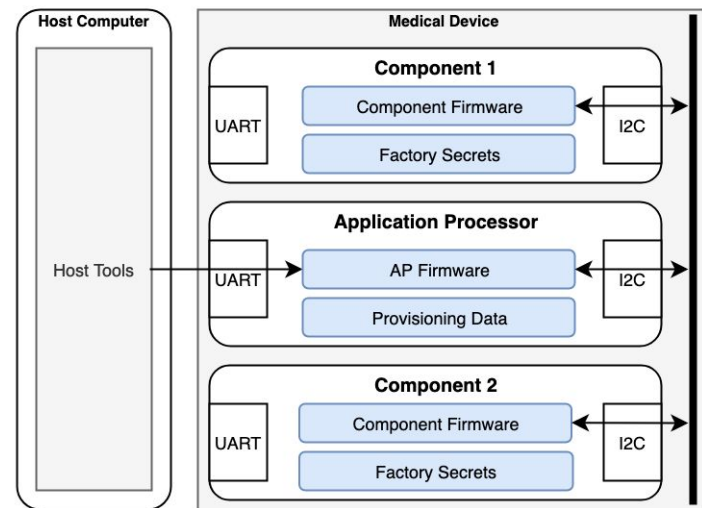 Host Computer
Medical Device
Host Tools
Component 1
UART
Component Firmware
Factory Secrets
I2C
Application Processor
UART
AP Firmware
Provisioning Data
I2C
Component 2
UART
Component Firmware
Factory Secrets
I2C